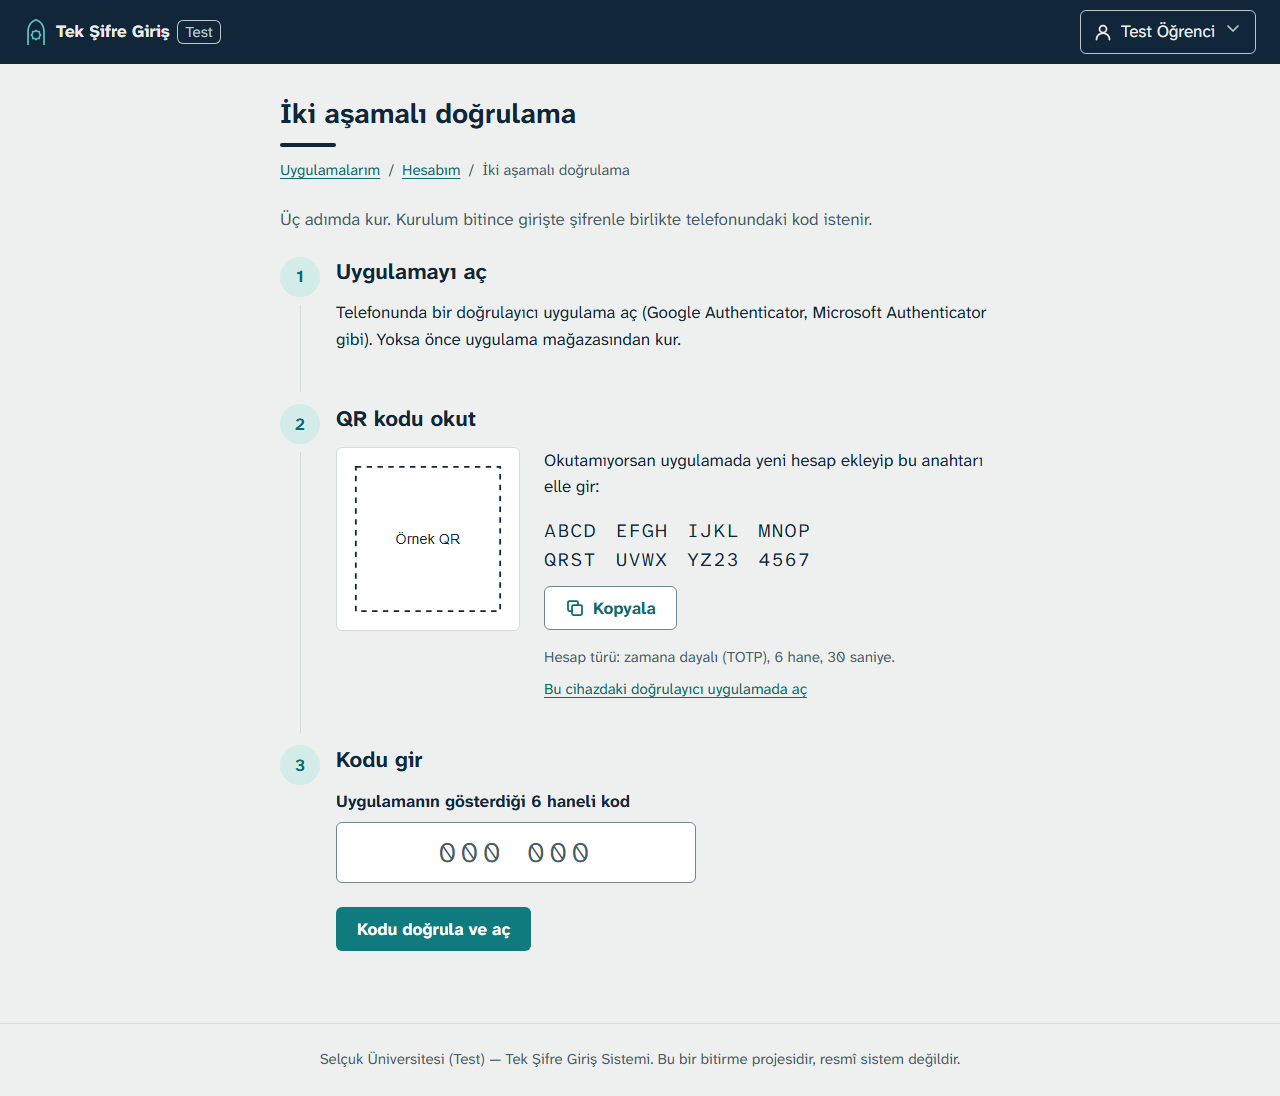 Tek Şifre Giriş Test
Test Öğrenci
İki aşamalı doğrulama
Uygulamalarım / Hesabım / İki aşamalı doğrulama
Üç adımda kur. Kurulum bitince girişte şifrenle birlikte telefonundaki kod istenir.
1 Uygulamayı aç
Telefonunda bir doğrulayıcı uygulama aç (Google Authenticator, Microsoft Authenticator
gibi). Yoksa önce uygulama mağazasından kur.
2 QR kodu okut
Örnek QR
Okutamıyorsan uygulamada yeni hesap ekleyip bu anahtarı
elle gir:
ABCD EFGH IJKL MNOP
QRST UVWX YZ23 4567
Kopyala
Hesap türü: zamana dayalı (TOTP), 6 hane, 30 saniye.
Bu cihazdaki doğrulayıcı uygulamada aç
3 Kodu gir
Uygulamanın gösterdiği 6 haneli kod
000 000
Kodu doğrula ve aç
Selçuk Üniversitesi (Test) — Tek Şifre Giriş Sistemi. Bu bir bitirme projesidir, resmî sistem değildir.